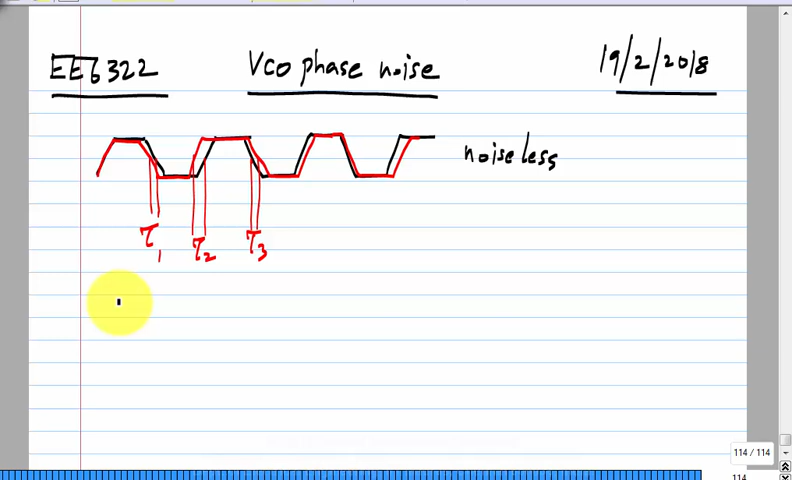 EE6322 VCO phase noise 19/2/2018
noiseless
τ1 τ2 τ3
114 / 114
114